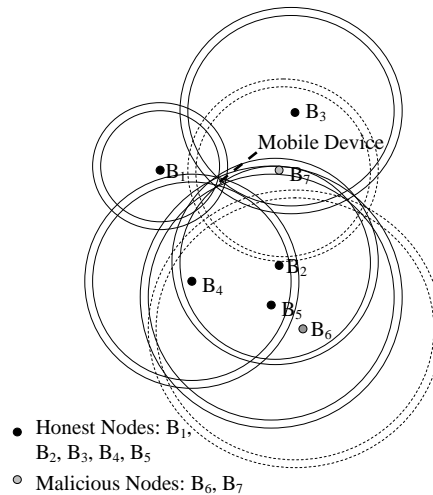 B₃
Mobile Device
B₁
B₇
B₂
B₄
B₅
B₆
Honest Nodes: B₁,
B₂, B₃, B₄, B₅
Malicious Nodes: B₆, B₇